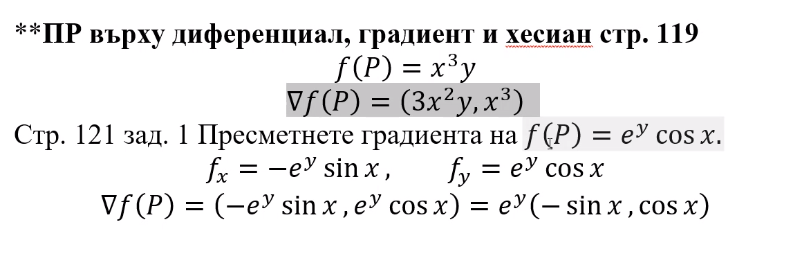 **ПР върху диференциал, градиент и хесиан стр. 119
f(P) = x³y
∇f(P) = (3x²y, x³)
Стр. 121 зад. 1 Пресметнете градиента на f(P) = eʸ cos x.
fₓ = −eʸ sin x ,   f_y = eʸ cos x
∇f(P) = (−eʸ sin x , eʸ cos x) = eʸ(− sin x , cos x)